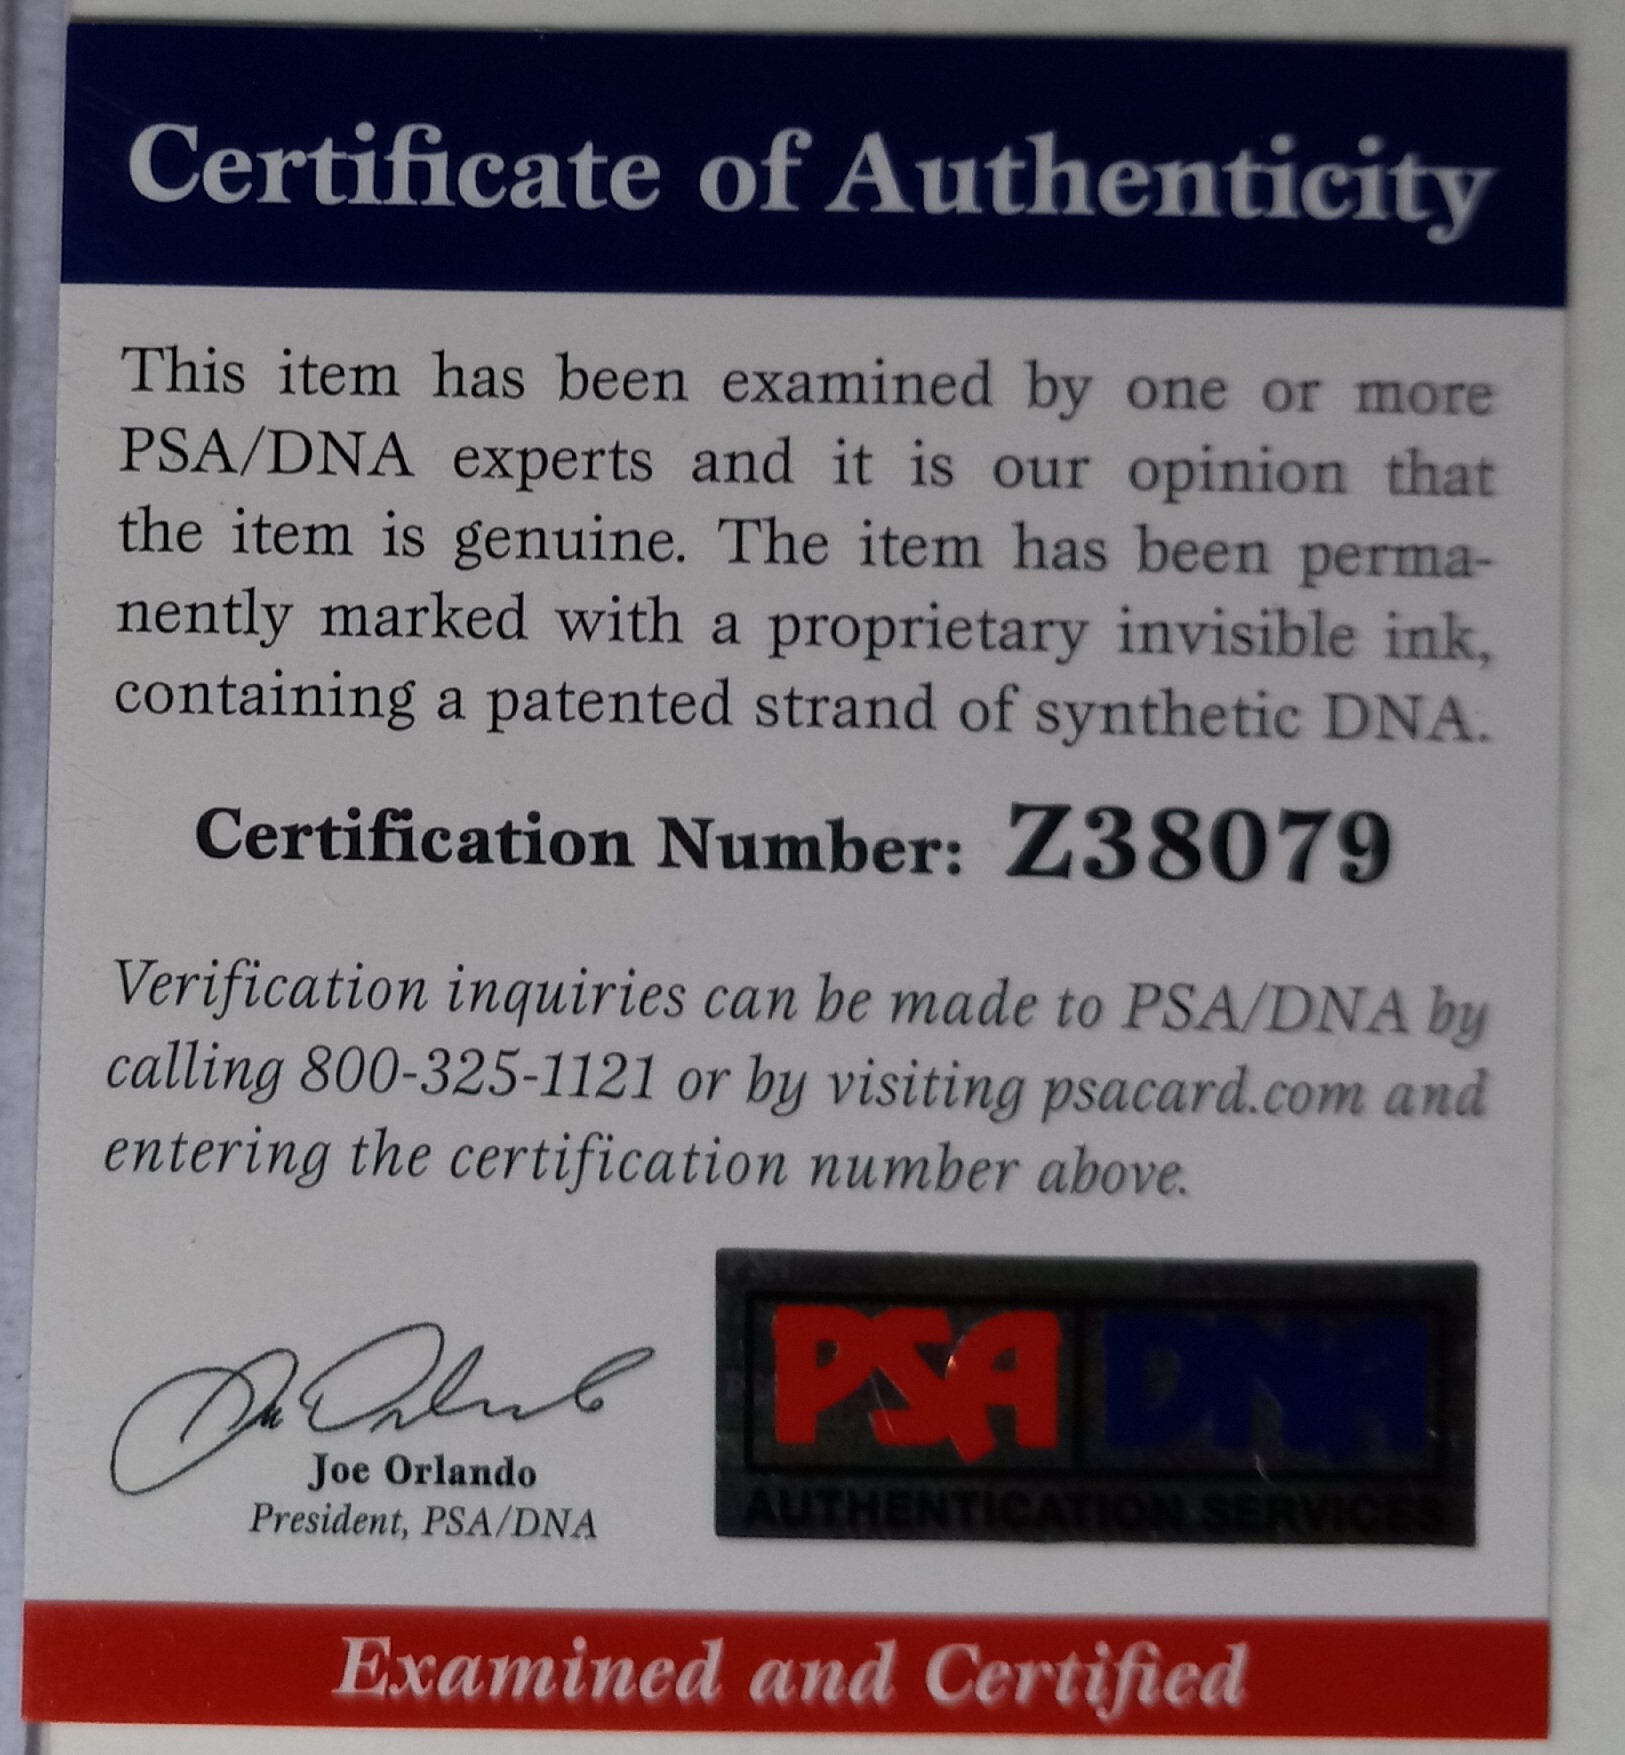 Certificate of Authenticity
This item has been examined by one or more
PSA/DNA experts and it is our opinion that
the item is genuine. The item has been perma-
nently marked with a proprietary invisible ink,
containing a patented strand of synthetic DNA.
Certification Number: Z38079
Verification inquiries can be made to PSA/DNA by
calling 800-325-1121 or by visiting psacard.com and
entering the certification number above.
Joe Orlando
President, PSA/DNA
PSA DNA
AUTHENTICATION SERVICES
Examined and Certified